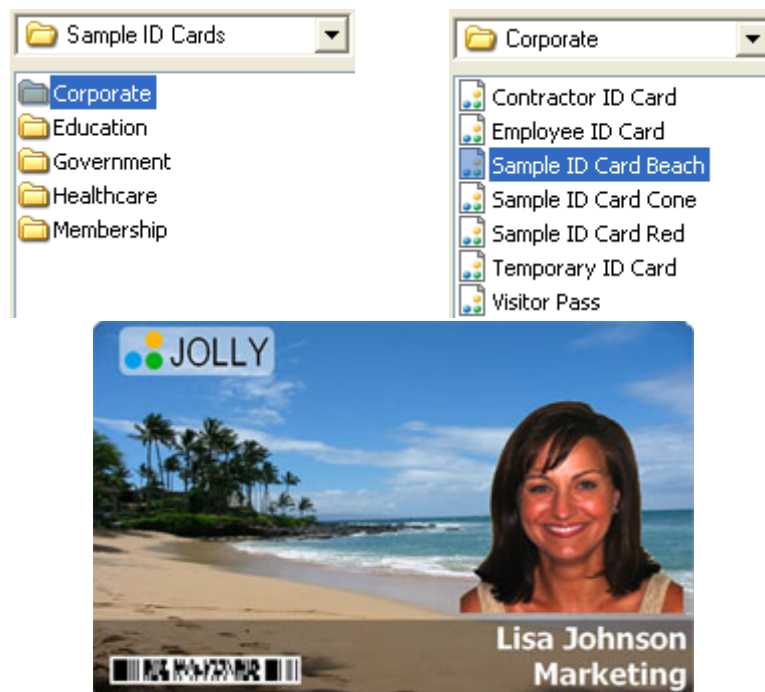 Sample ID Cards
Corporate
Education
Government
Healthcare
Membership
Corporate
Contractor ID Card
Employee ID Card
Sample ID Card Beach
Sample ID Card Cone
Sample ID Card Red
Temporary ID Card
Visitor Pass
JOLLY
Lisa Johnson
Marketing